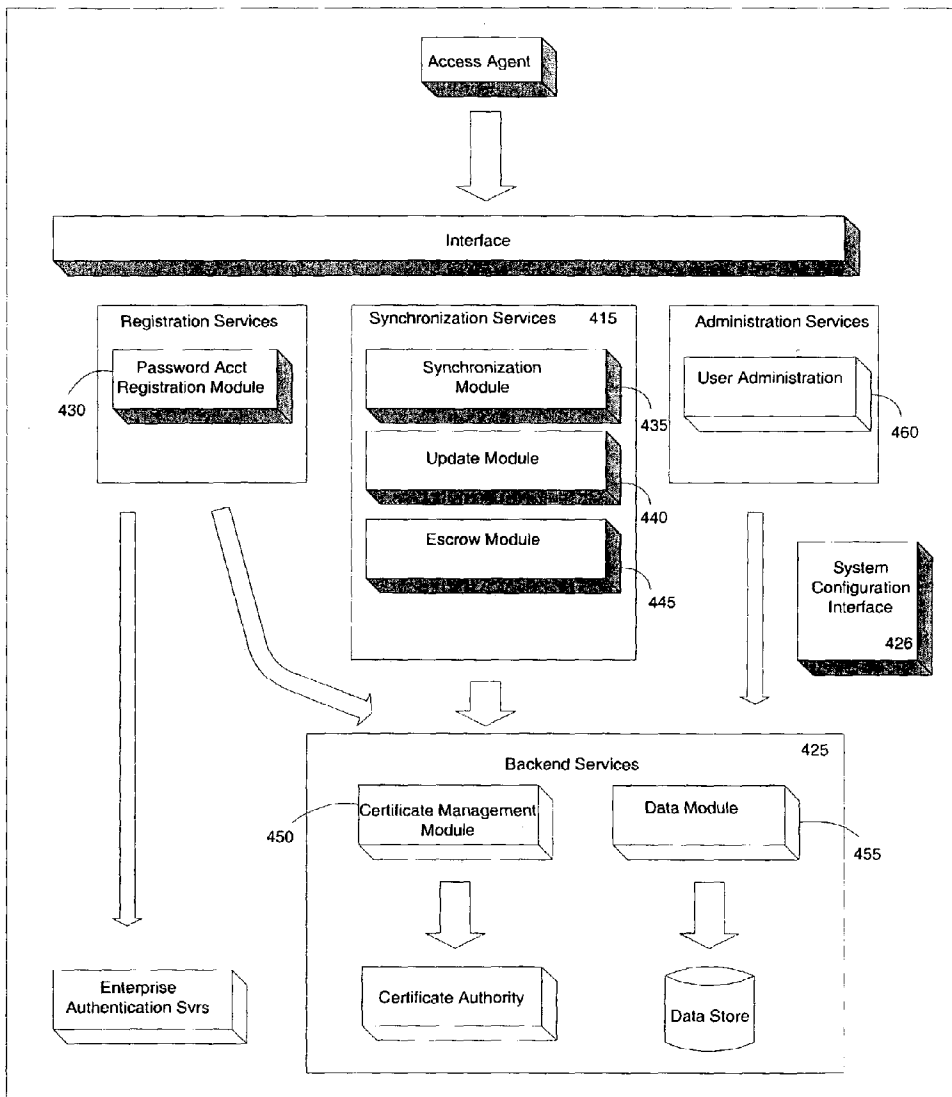 Access Agent
Interface
Registration Services
Password Acct
Registration Module
430
Synchronization Services 415
Synchronization
Module
435
Update Module
440
Escrow Module
445
Administration Services
User Administration
460
System
Configuration
Interface
426
425
Backend Services
Certificate Management
Module
450
Data Module
455
Enterprise
Authentication Svrs
Certificate Authority
Data Store